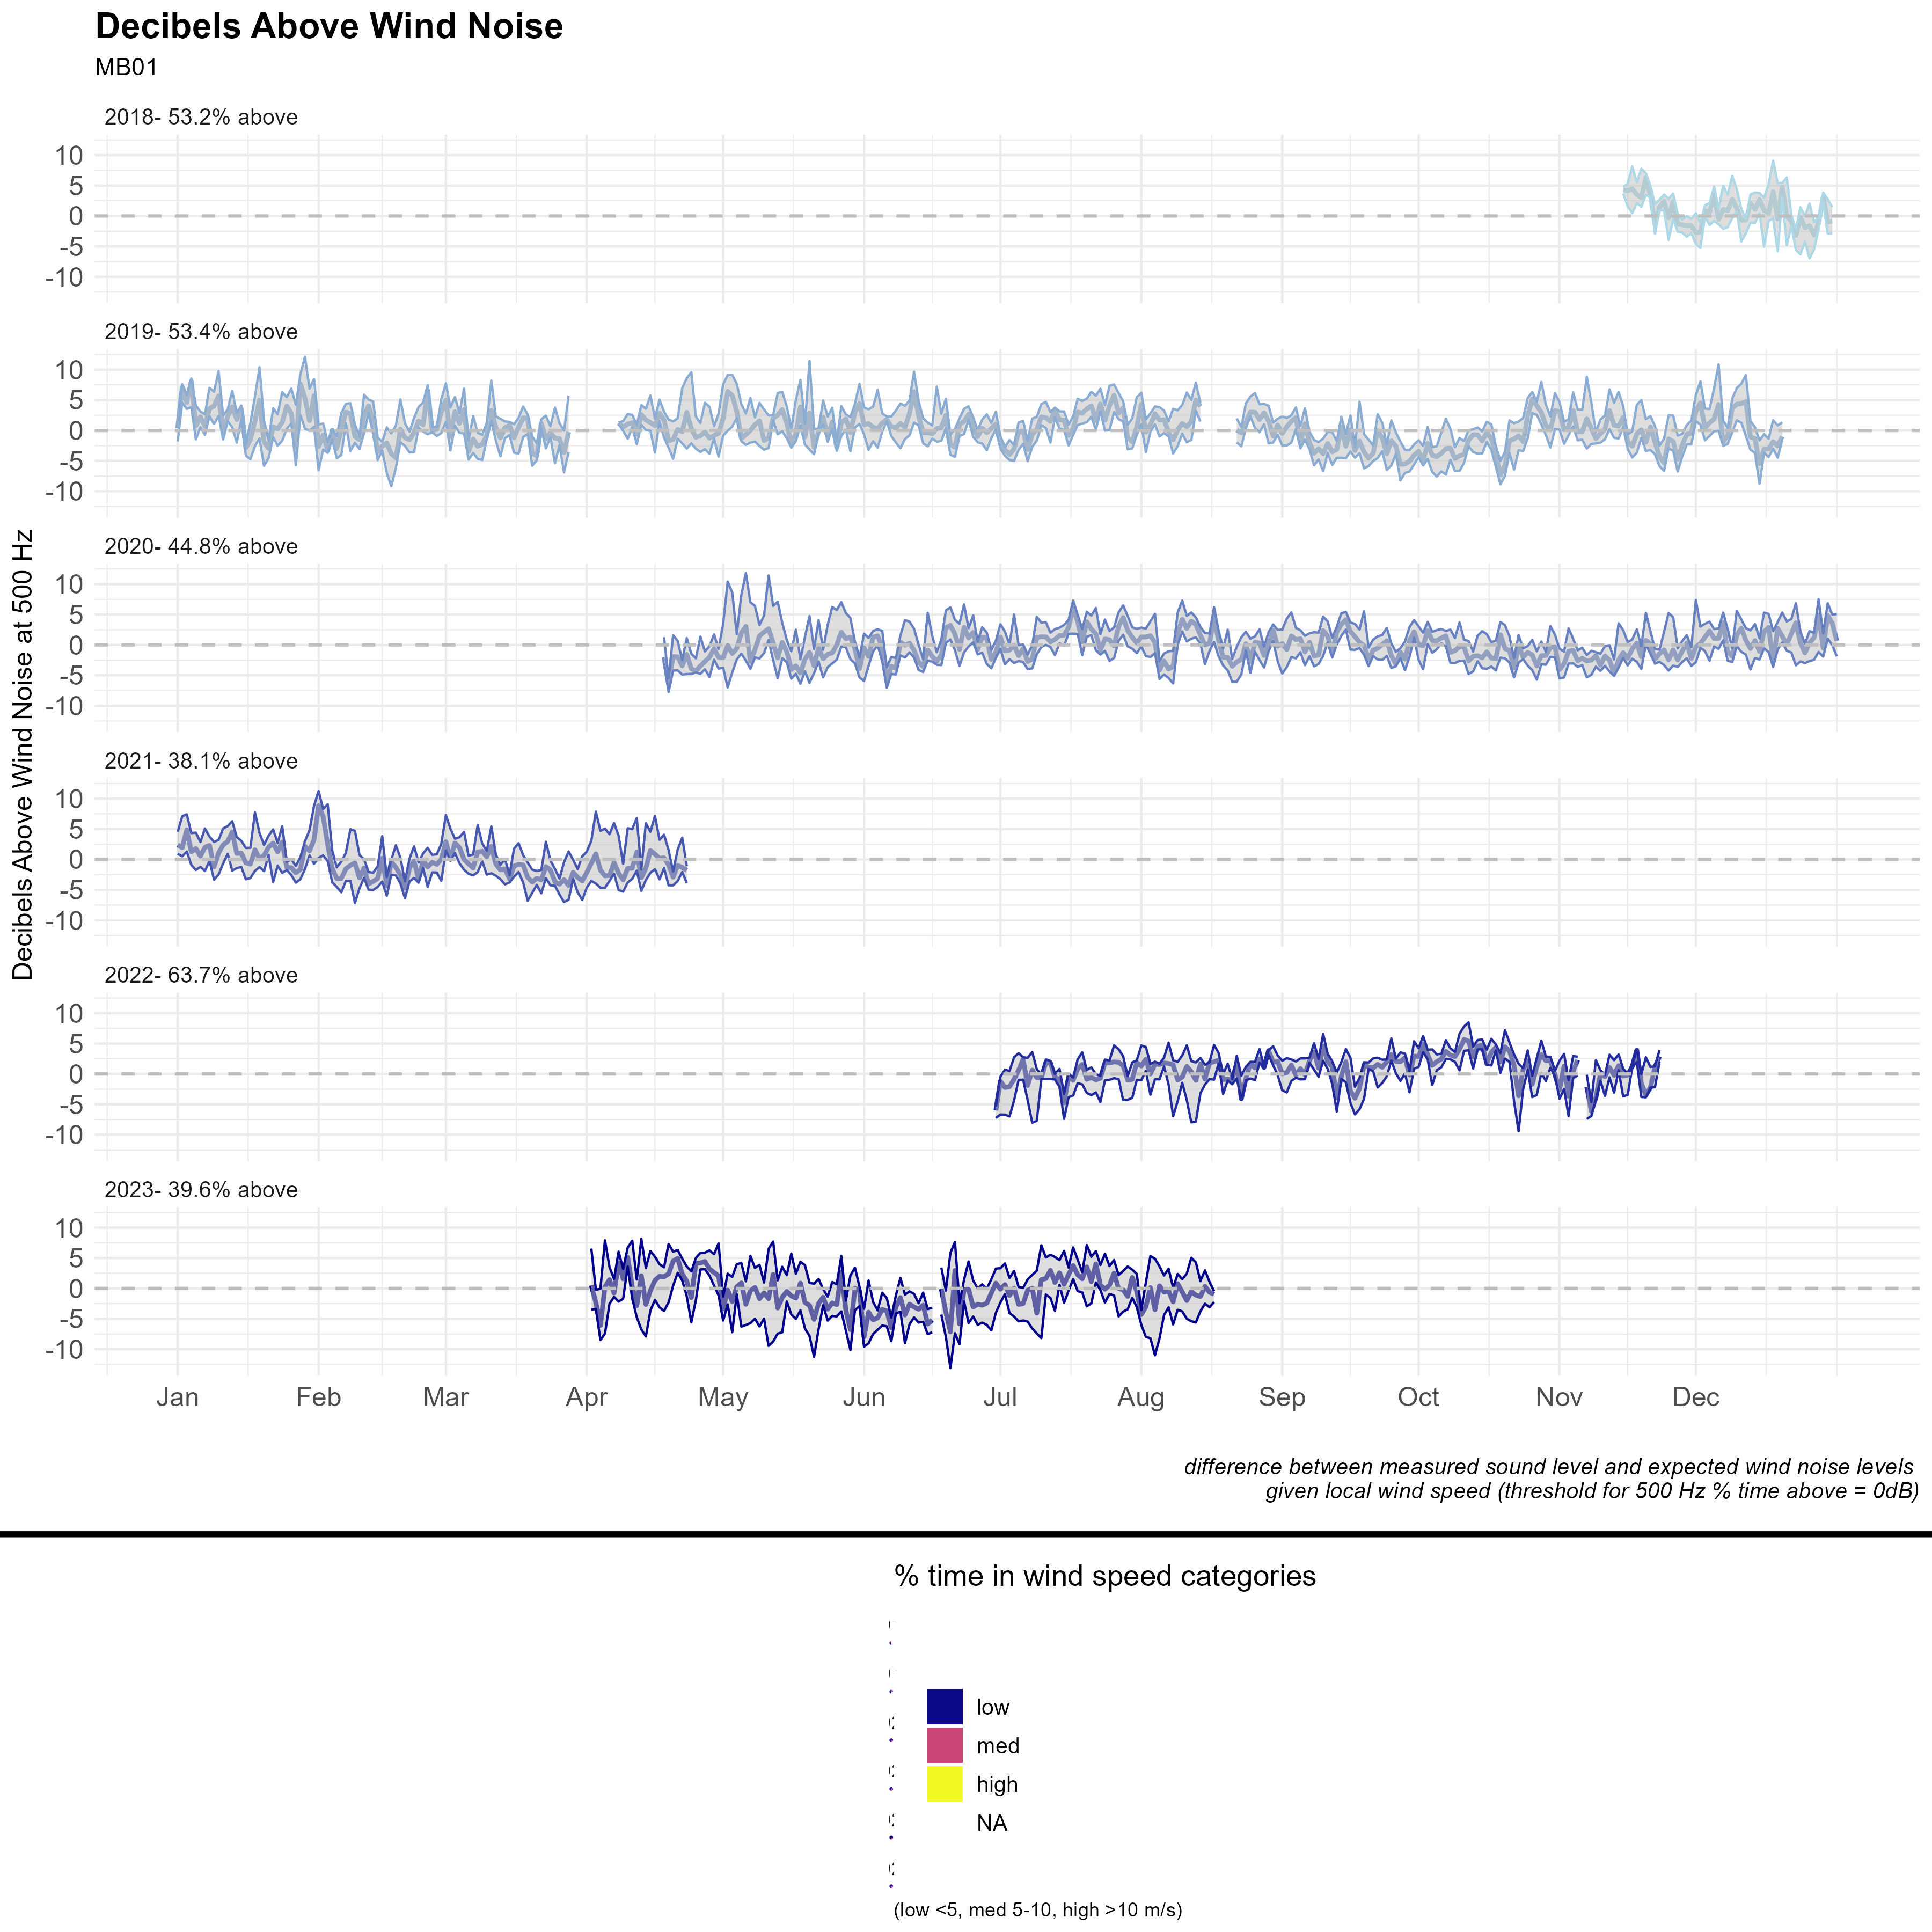 Decibels Above Wind Noise
MB01
2018- 53.2% above
10
5
0
-5
-10
2019- 53.4% above
10
5
0
-5
-10
2020- 44.8% above
10
5
0
-5
-10
2021- 38.1% above
10
5
0
-5
-10
2022- 63.7% above
10
5
0
-5
-10
2023- 39.6% above
10
5
0
-5
-10
Decibels Above Wind Noise at 500 Hz
Jan Feb Mar Apr May Jun Jul Aug Sep Oct Nov Dec
difference between measured sound level and expected wind noise levels
given local wind speed (threshold for 500 Hz % time above = 0dB)
% time in wind speed categories
low
med
high
NA
(low <5, med 5-10, high >10 m/s)